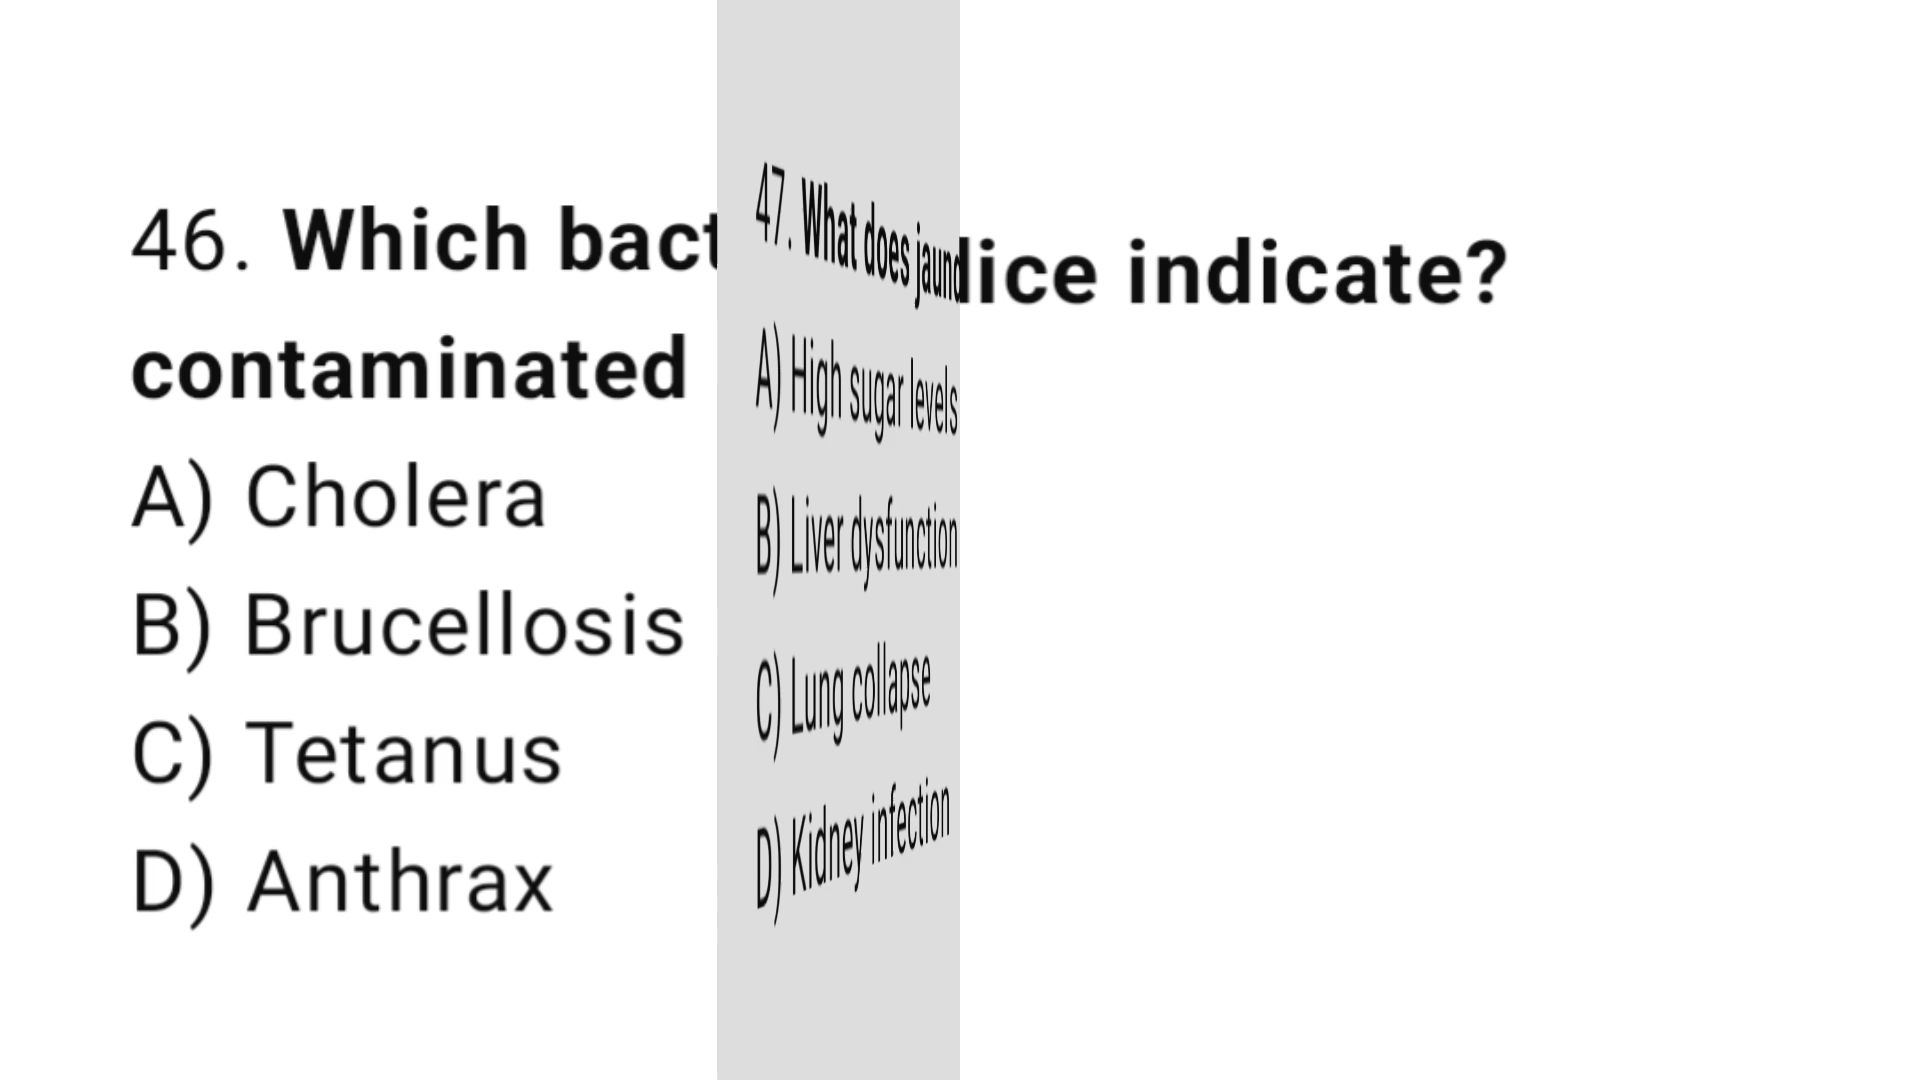 46. Which bact
contaminated
A) Cholera
B) Brucellosis
C) Tetanus
D) Anthrax
47. What does jaundice indicate?
A) High sugar levels
B) Liver dysfunction
C) Lung collapse
D) Kidney infection